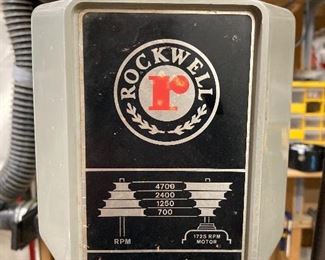 ROCKWELL
r
4700
2400
1250
700
RPM
1725 RPM
MOTOR